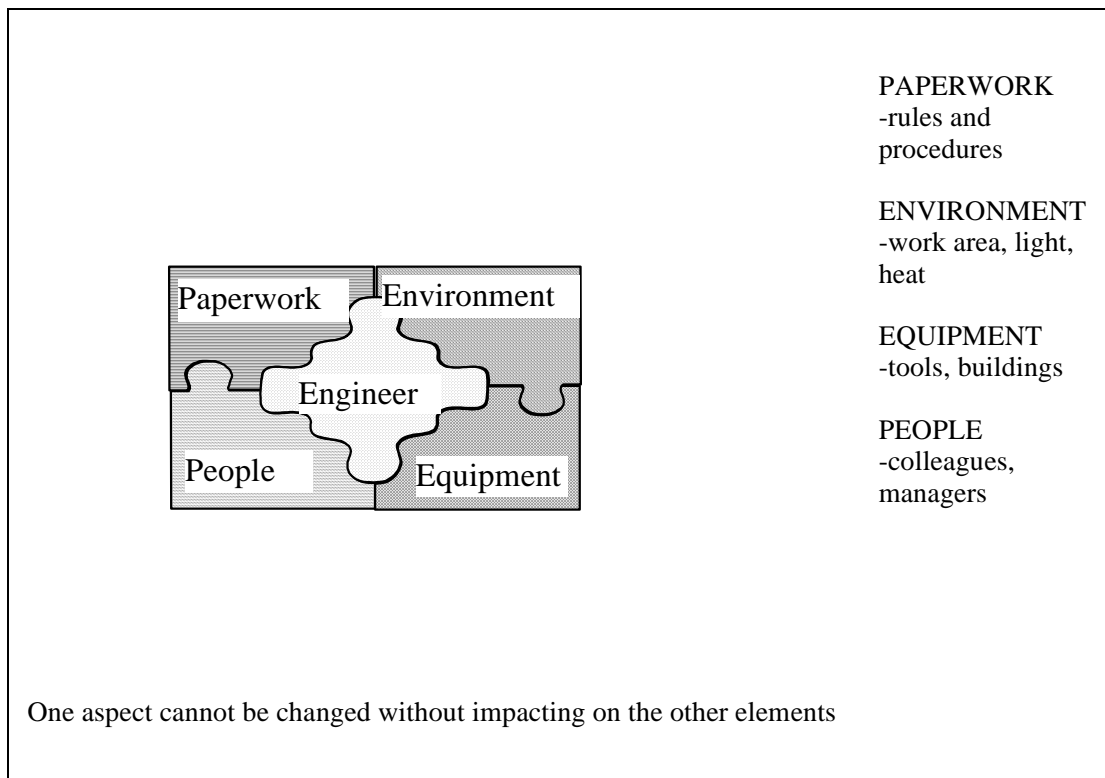 PAPERWORK
-rules and
procedures
ENVIRONMENT
-work area, light,
heat
EQUIPMENT
-tools, buildings
PEOPLE
-colleagues,
managers
Paperwork
Environment
Engineer
People
Equipment
One aspect cannot be changed without impacting on the other elements